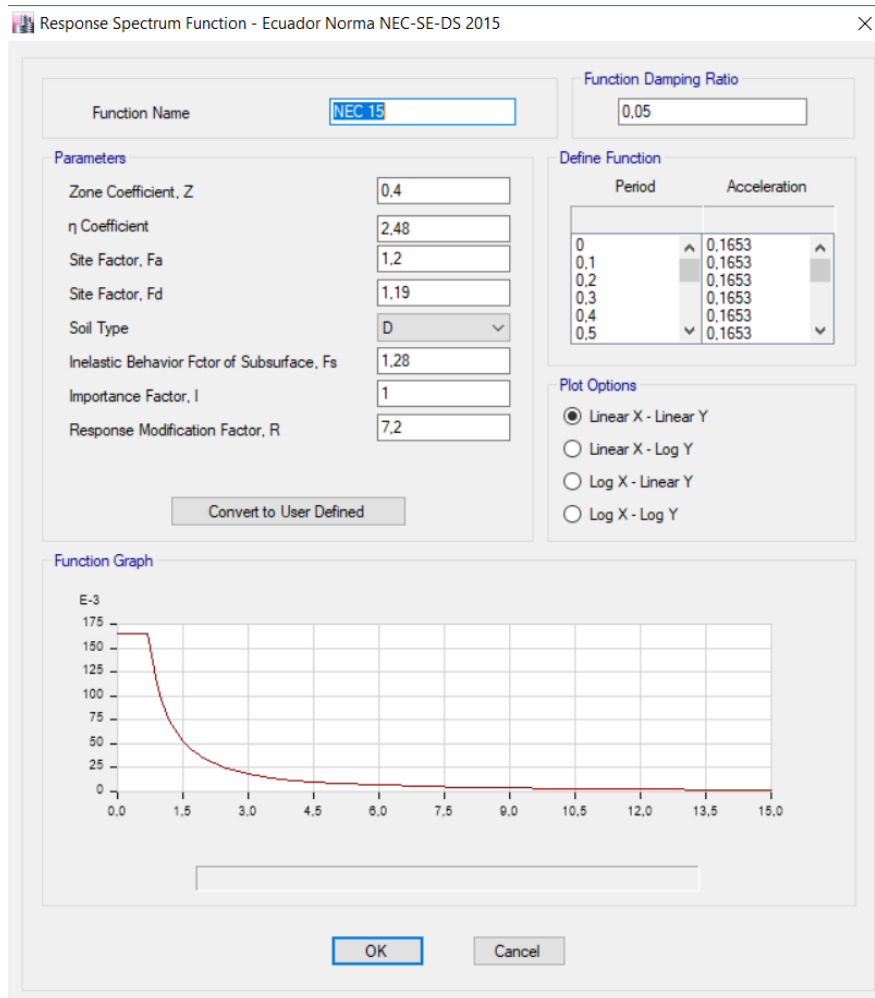 Response Spectrum Function - Ecuador Norma NEC-SE-DS 2015
Function Name
NEC 15
Function Damping Ratio
0,05
Parameters
Zone Coefficient, Z 0,4
η Coefficient 2,48
Site Factor, Fa 1,2
Site Factor, Fd 1,19
Soil Type D
Inelastic Behavior Fctor of Subsurface, Fs 1,28
Importance Factor, I 1
Response Modification Factor, R 7,2
Convert to User Defined
Define Function
Period Acceleration
0 0,1653
0,1 0,1653
0,2 0,1653
0,3 0,1653
0,4 0,1653
0,5 0,1653
Plot Options
Linear X - Linear Y
Linear X - Log Y
Log X - Linear Y
Log X - Log Y
Function Graph
E-3
175
150
125
100
75
50
25
0
0,0 1,5 3,0 4,5 6,0 7,5 9,0 10,5 12,0 13,5 15,0
OK Cancel